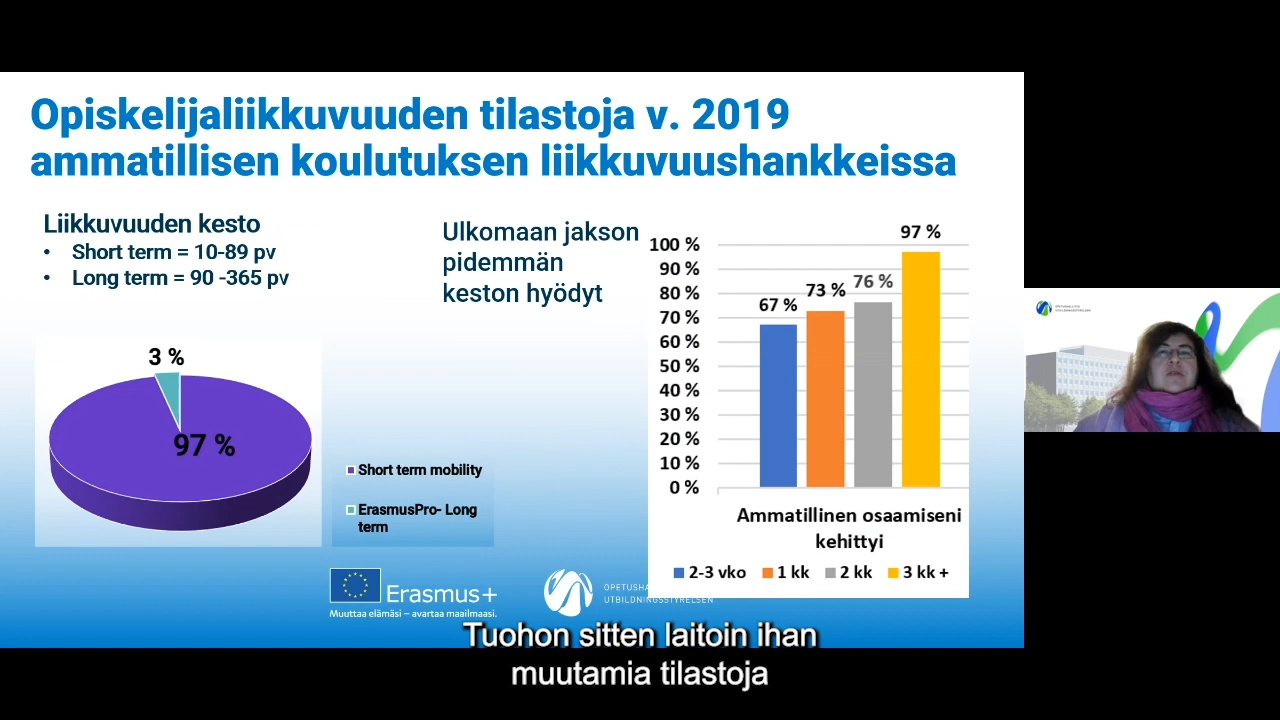 Opiskelijaliikkuvuuden tilastoja v. 2019
ammatillisen koulutuksen liikkuvuushankkeissa
Liikkuvuuden kesto
• Short term = 10-89 pv
• Long term = 90 -365 pv
3 %
97 %
Short term mobility
ErasmusPro- Long
term
Ulkomaan jakson
pidemmän
keston hyödyt
100 %
90 %
80 %
70 %
60 %
50 %
40 %
30 %
20 %
10 %
0 %
67 %
73 %
76 %
97 %
Ammatillinen osaamiseni
kehittyi
2-3 vko
1 kk
2 kk
3 kk +
Erasmus+
Muuttaa elämäsi – avartaa maailmaasi.
OPETUSHA
UTBILDNINGSSTYRELSEN
OPETUSHALLITUS
UTBILDNINGSSTYRELSEN
Tuohon sitten laitoin ihan
muutamia tilastoja